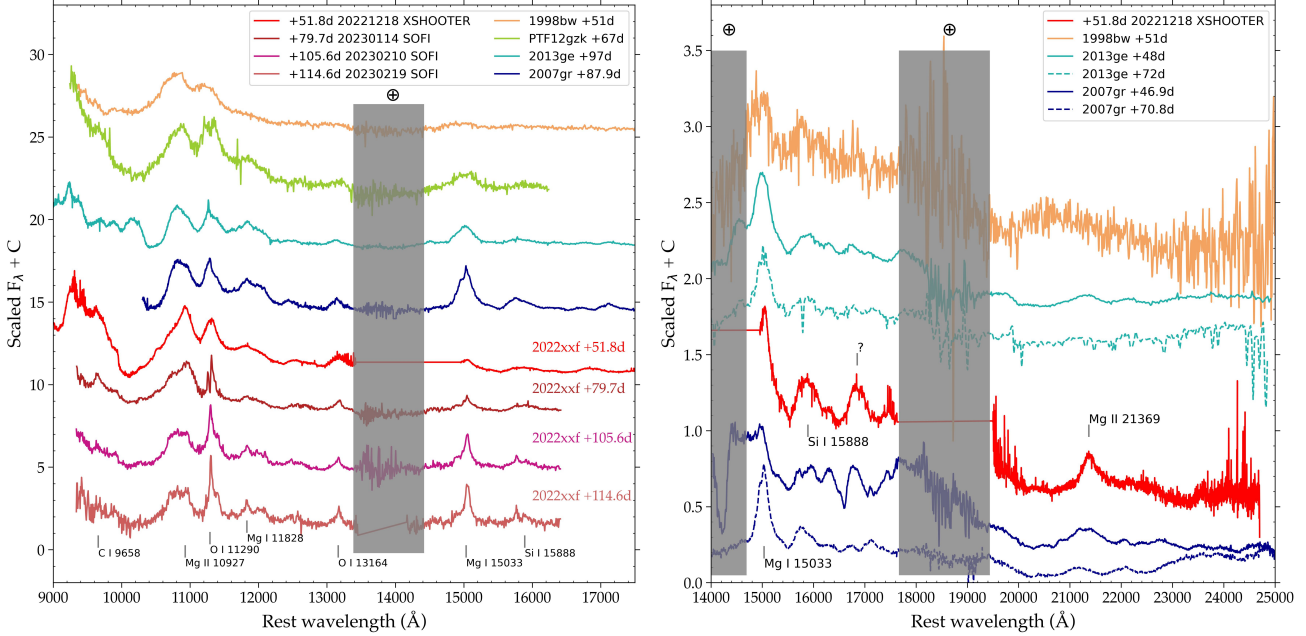 +51.8d 20221218 XSHOOTER
+79.7d 20230114 SOFI
+105.6d 20230210 SOFI
+114.6d 20230219 SOFI
1998bw +51d
PTF12gzk +67d
2013ge +97d
2007gr +87.9d
⊕
2022xxf +51.8d
2022xxf +79.7d
2022xxf +105.6d
2022xxf +114.6d
C I 9658
Mg II 10927
O I 11290
Mg I 11828
O I 13164
Mg I 15033
Si I 15888
30
25
20
15
10
5
0
Scaled Fλ + C
9000 10000 11000 12000 13000 14000 15000 16000 17000
Rest wavelength (Å)
⊕
⊕
+51.8d 20221218 XSHOOTER
1998bw +51d
2013ge +48d
2013ge +72d
2007gr +46.9d
2007gr +70.8d
?
Si I 15888
Mg II 21369
Mg I 15033
3.5
3.0
2.5
2.0
1.5
1.0
0.5
0.0
Scaled Fλ + C
14000 15000 16000 17000 18000 19000 20000 21000 22000 23000 24000 25000
Rest wavelength (Å)